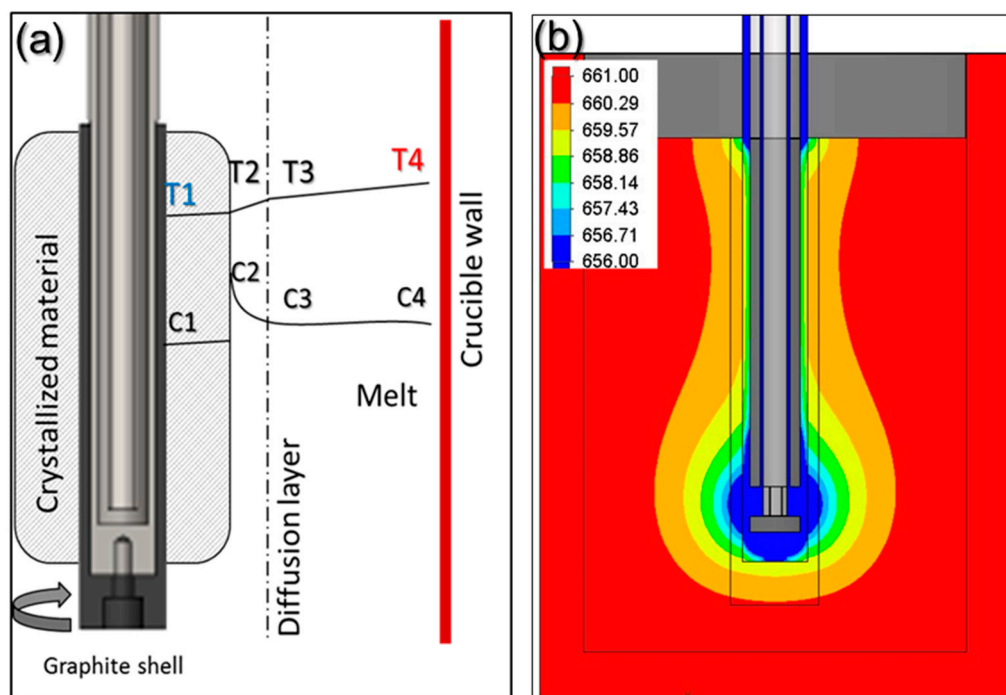 (a)
T1
T2
T3
T4
C1
C2
C3
C4
Crystallized material
Diffusion layer
Melt
Crucible wall
Graphite shell
(b)
661.00
660.29
659.57
658.86
658.14
657.43
656.71
656.00